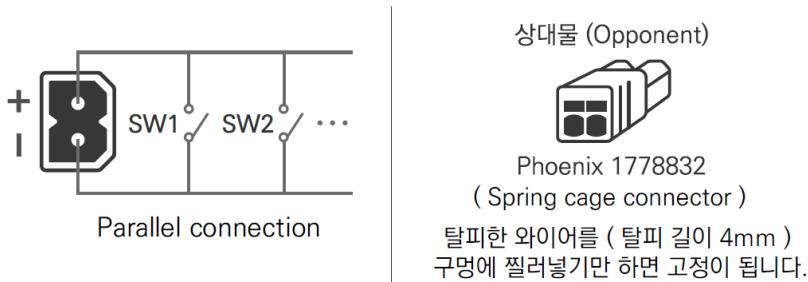 +
−
SW1
SW2
···
Parallel connection
상대물 (Opponent)
Phoenix 1778832
( Spring cage connector )
탈피한 와이어를 ( 탈피 길이 4mm )
구멍에 찔러넣기만 하면 고정이 됩니다.